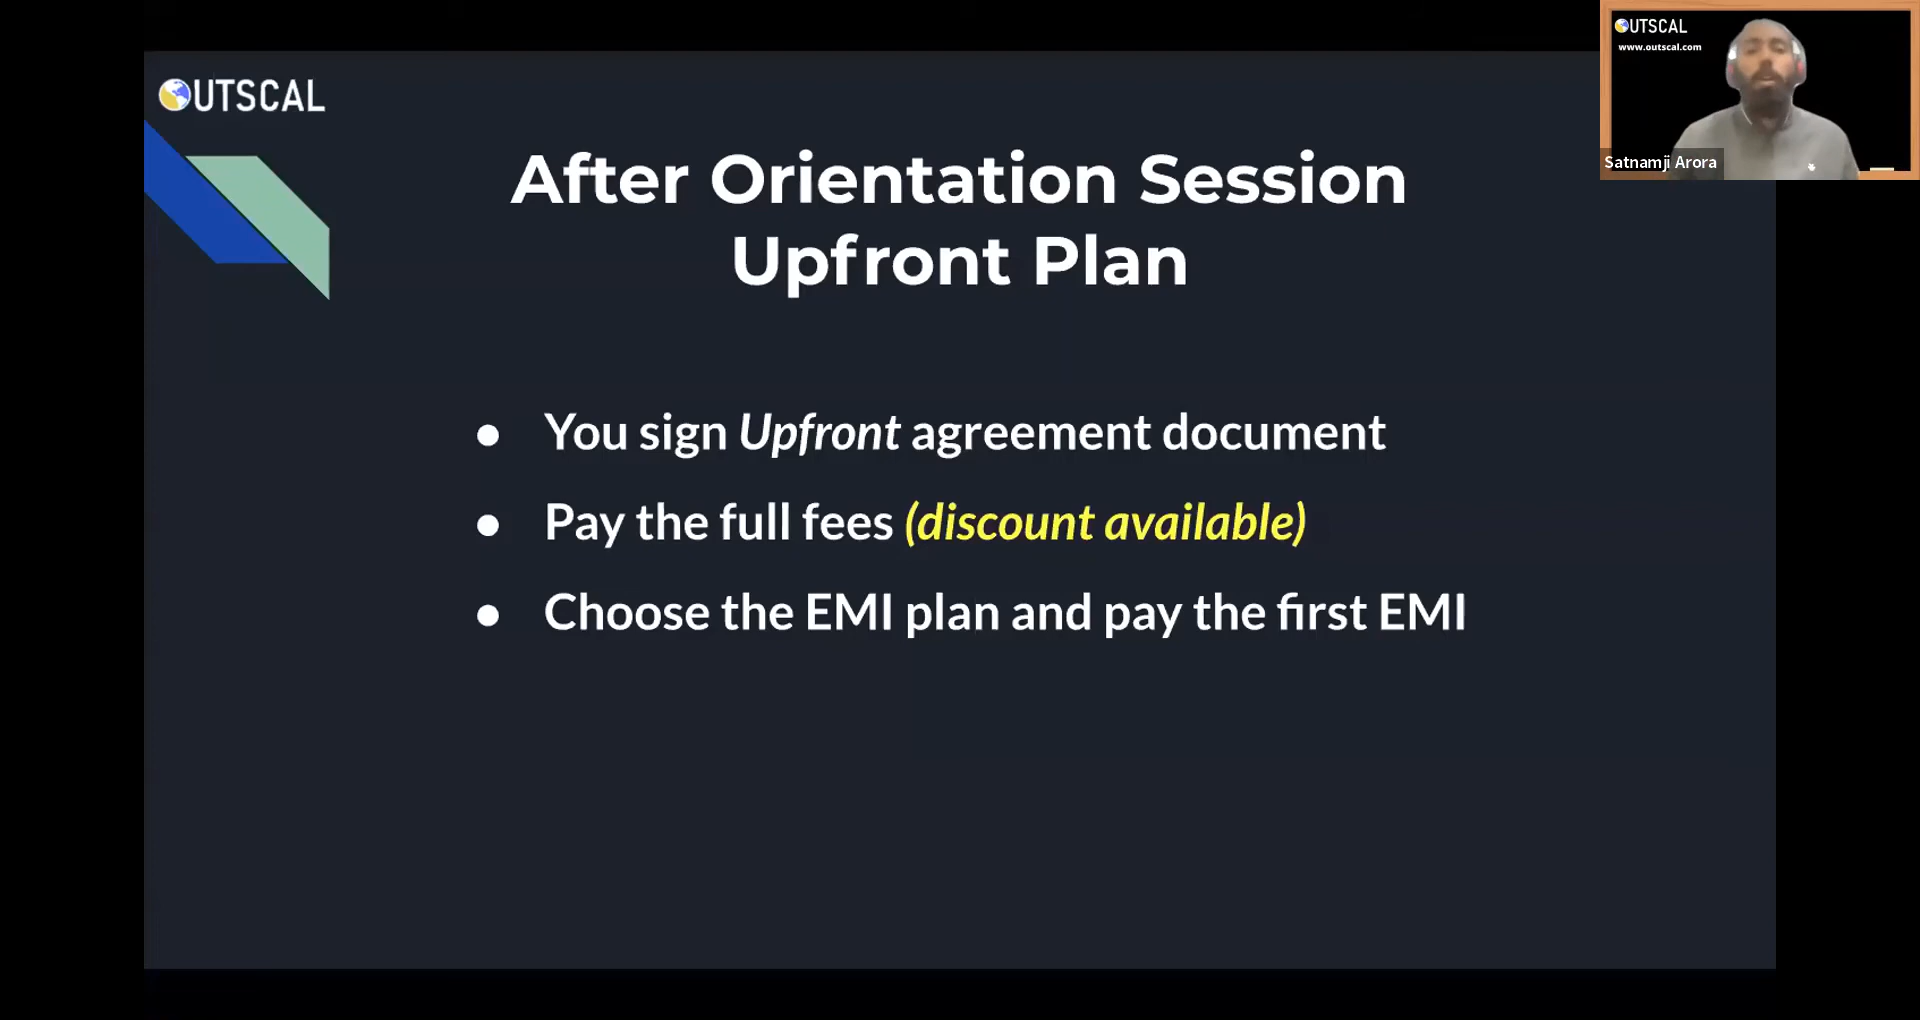 OUTSCAL
After Orientation Session
Upfront Plan
● You sign Upfront agreement document
● Pay the full fees (discount available)
● Choose the EMI plan and pay the first EMI
OUTSCAL
www.outscal.com
Satnamji Arora